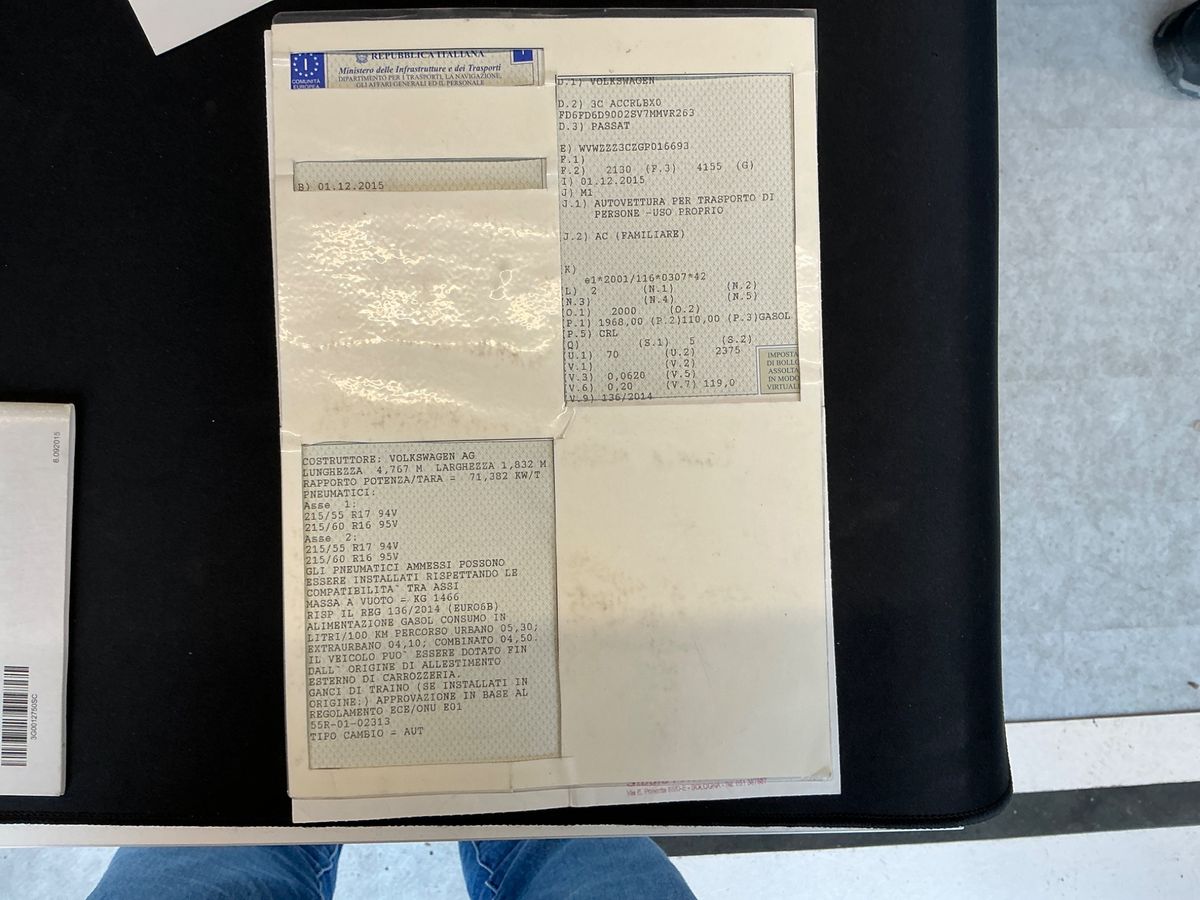 REPUBBLICA ITALIANA
I
COMUNITÀ
EUROPEA
Ministero delle Infrastrutture e dei Trasporti
DIPARTIMENTO PER I TRASPORTI, LA NAVIGAZIONE,
GLI AFFARI GENERALI ED IL PERSONALE
B) 01.12.2015
8
D.1) VOLKSWAGEN
D.2) 3C ACCRLBX0
FD6FD6D9002SV7MMVR263
D.3) PASSAT
E) WVWZZZ3CZGP016693
F.1)
F.2) 2130 (F.3) 4155 (G)
I) 01.12.2015
J) M1
J.1) AUTOVETTURA PER TRASPORTO DI
PERSONE -USO PROPRIO
(J.2) AC (FAMILIARE)
(K)
e1*2001/116*0307*42
(L) 2 (N.1) (N.2)
(N.3) (N.4) (N.5)
(O.1) 2000 (O.2)
(P.1) 1968,00 (P.2)110,00 (P.3)GASOL
(P.5) CRL
(Q) (S.1) 5 (S.2)
(U.1) 70 (U.2) 2375
(V.1) (V.2)
(V.3) 0,0620 (V.5)
(V.6) 0,20 (V.7) 119,0
(V.9) 136/2014
IMPOSTA
DI BOLLO
ASSOLTA
IN MODO
VIRTUALE
COSTRUTTORE: VOLKSWAGEN AG
LUNGHEZZA 4,767 M LARGHEZZA 1,832 M
RAPPORTO POTENZA/TARA = 71,382 KW/T
PNEUMATICI:
Asse 1:
215/55 R17 94V
215/60 R16 95V
Asse 2:
215/55 R17 94V
215/60 R16 95V
GLI PNEUMATICI AMMESSI POSSONO
ESSERE INSTALLATI RISPETTANDO LE
COMPATIBILITA` TRA ASSI
MASSA A VUOTO = KG 1466
RISP IL REG 136/2014 (EURO6B)
ALIMENTAZIONE GASOL CONSUMO IN
LITRI/100 KM PERCORSO URBANO 05,30;
EXTRAURBANO 04,10; COMBINATO 04,50.
IL VEICOLO PUO` ESSERE DOTATO FIN
DALL` ORIGINE DI ALLESTIMENTO
ESTERNO DI CARROZZERIA.
GANCI DI TRAINO (SE INSTALLATI IN
ORIGINE:) APPROVAZIONE IN BASE AL
REGOLAMENTO ECE/ONU E01
55R-01-02313
TIPO CAMBIO = AUT
8.092015
3G0012750SC